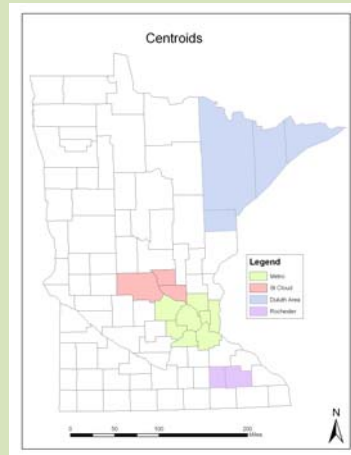 Centroids
Legend
Metro
St Cloud
Duluth Area
Rochester
N
0 50 100 200
Miles